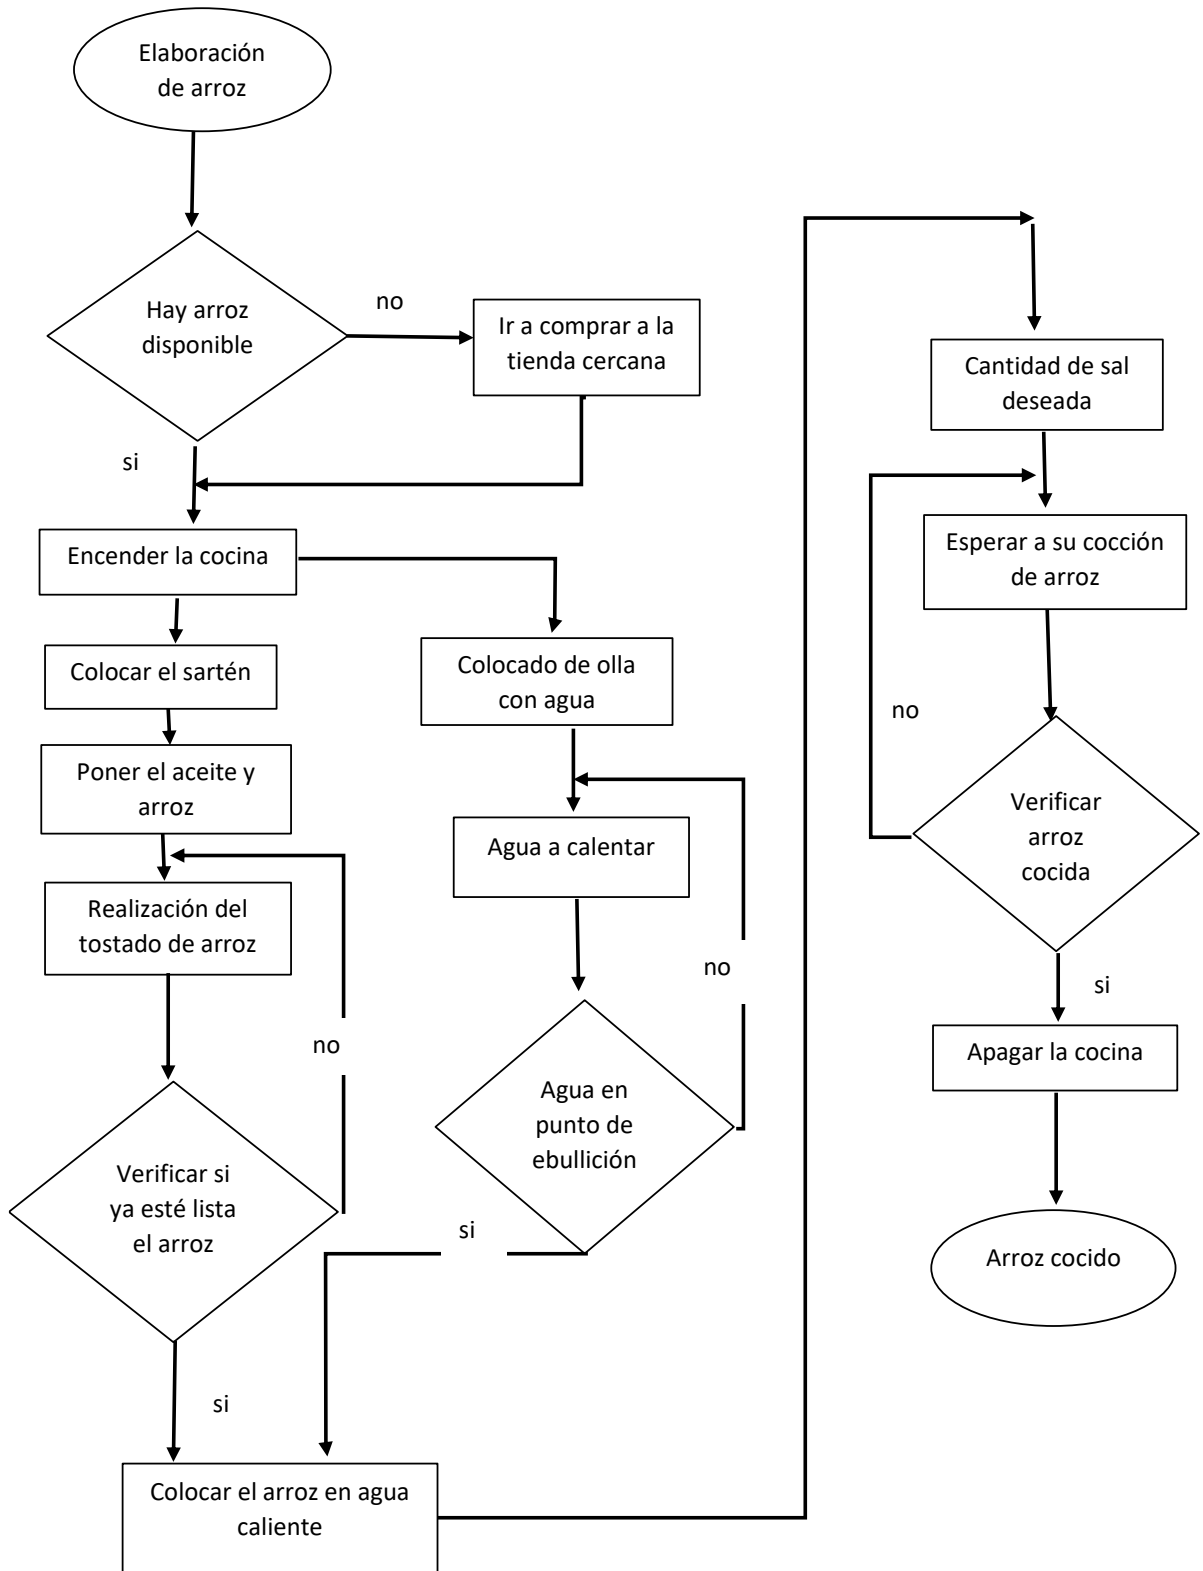 Elaboración
de arroz
Hay arroz
disponible
no
Ir a comprar a la
tienda cercana
si
Encender la cocina
Colocar el sartén
Poner el aceite y
arroz
Realización del
tostado de arroz
no
Verificar si
ya esté lista
el arroz
si
Colocado de olla
con agua
Agua a calentar
no
Agua en
punto de
ebullición
si
Colocar el arroz en agua
caliente
Cantidad de sal
deseada
Esperar a su cocción
de arroz
no
Verificar
arroz
cocida
si
Apagar la cocina
Arroz cocido